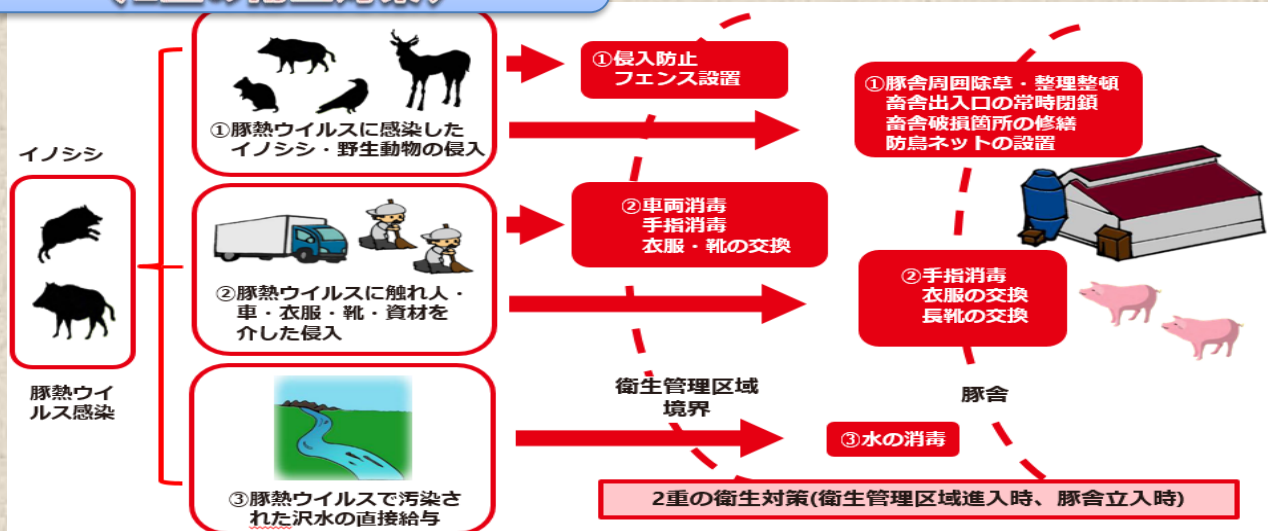 イノシシ
豚熱ウイ
ルス感染
①豚熱ウイルスに感染した
イノシシ・野生動物の侵入
②豚熱ウイルスに触れ人・
車・衣服・靴・資材を
介した侵入
③豚熱ウイルスで汚染さ
れた沢水の直接給与
①侵入防止
フェンス設置
②車両消毒
手指消毒
衣服・靴の交換
衛生管理区域
境界
①豚舎周囲除草・整理整頓
畜舎出入口の常時閉鎖
畜舎破損箇所の修繕
防鳥ネットの設置
②手指消毒
衣服の交換
長靴の交換
豚舎
③水の消毒
2重の衛生対策(衛生管理区域進入時、豚舎立入時)